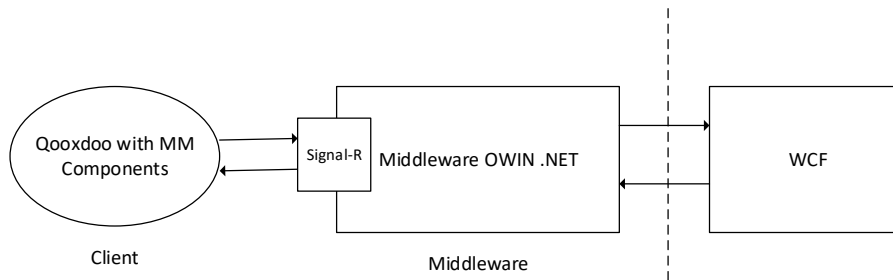 Qooxdoo with MM
Components
Signal-R
Middleware OWIN .NET
WCF
Client
Middleware